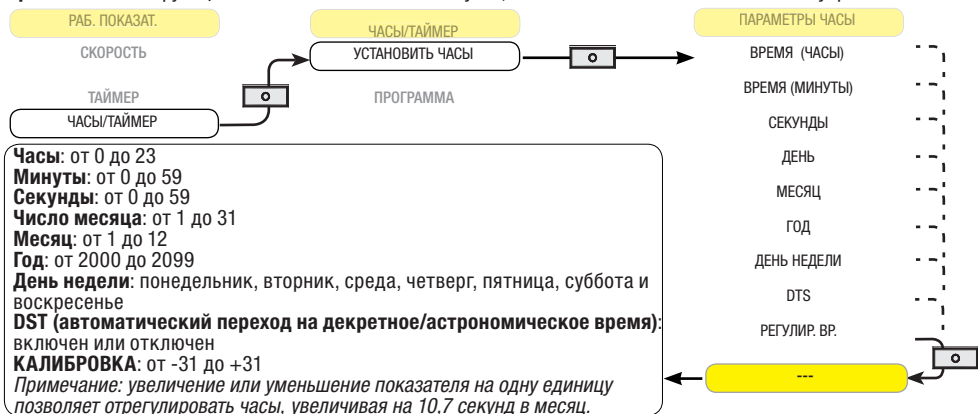 РАБ. ПОКАЗАТ.
СКОРОСТЬ
ТАЙМЕР
ЧАСЫ/ТАЙМЕР
ЧАСЫ/ТАЙМЕР
УСТАНОВИТЬ ЧАСЫ
ПРОГРАММА
ПАРАМЕТРЫ ЧАСЫ
ВРЕМЯ (ЧАСЫ)
ВРЕМЯ (МИНУТЫ)
СЕКУНДЫ
ДЕНЬ
МЕСЯЦ
ГОД
ДЕНЬ НЕДЕЛИ
DTS
РЕГУЛИР. ВР.
---
Часы: от 0 до 23
Минуты: от 0 до 59
Секунды: от 0 до 59
Число месяца: от 1 до 31
Месяц: от 1 до 12
Год: от 2000 до 2099
День недели: понедельник, вторник, среда, четверг, пятница, суббота и
воскресенье
DST (автоматический переход на декретное/астрономическое время):
включен или отключен
КАЛИБРОВКА: от -31 до +31
Примечание: увеличение или уменьшение показателя на одну единицу
позволяет отрегулировать часы, увеличивая на 10,7 секунд в месяц.